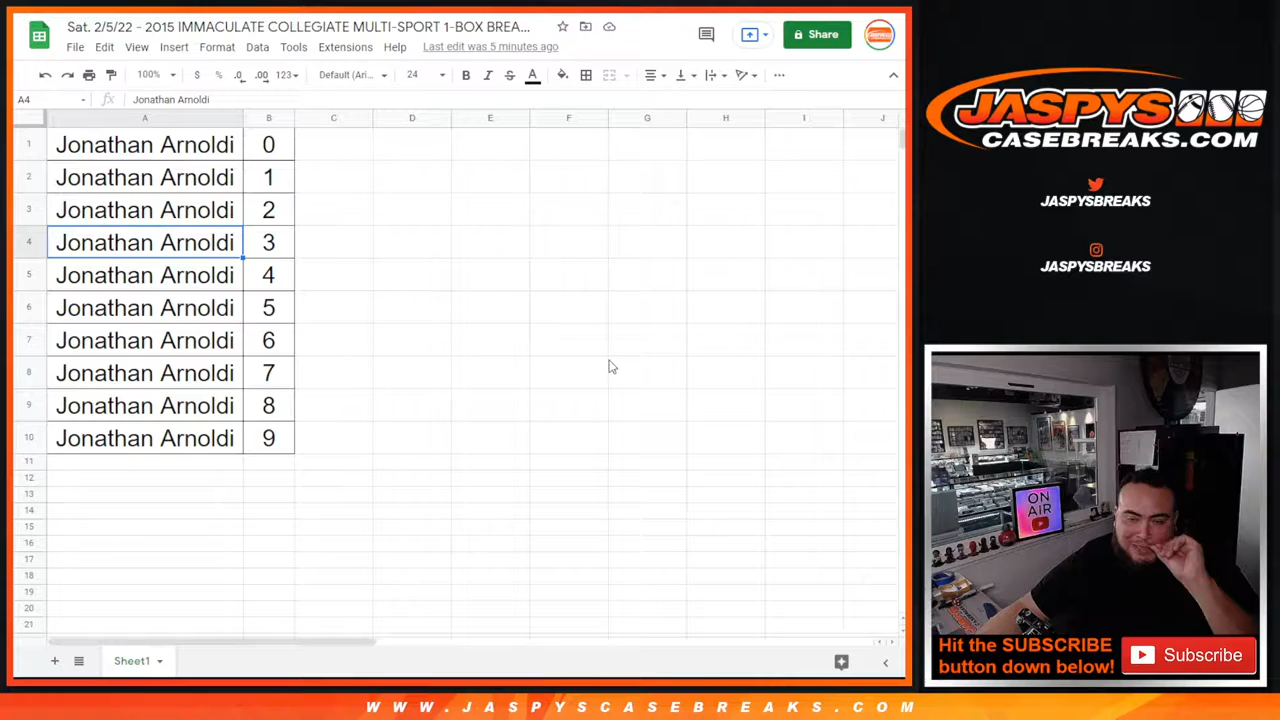 Sat. 2/5/22 - 2015 IMMACULATE COLLEGIATE MULTI-SPORT 1-BOX BREA...
File Edit View Insert Format Data Tools Extensions Help Last edit was 5 minutes ago
Share
100% $ % .0 .00 123 Default (Ari... 24 B I S A
A4 fx Jonathan Arnoldi
A B C D E F G H I J
1 Jonathan Arnoldi 0
2 Jonathan Arnoldi 1
3 Jonathan Arnoldi 2
4 Jonathan Arnoldi 3
5 Jonathan Arnoldi 4
6 Jonathan Arnoldi 5
7 Jonathan Arnoldi 6
8 Jonathan Arnoldi 7
9 Jonathan Arnoldi 8
10 Jonathan Arnoldi 9
11
12
13
14
15
16
17
18
19
20
21
Sheet1
JASPYS
CASEBREAKS.COM
JASPYSBREAKS
JASPYSBREAKS
ON
AIR
Hit the SUBSCRIBE
button down below!
Subscribe
WWW.JASPYSCASEBREAKS.COM